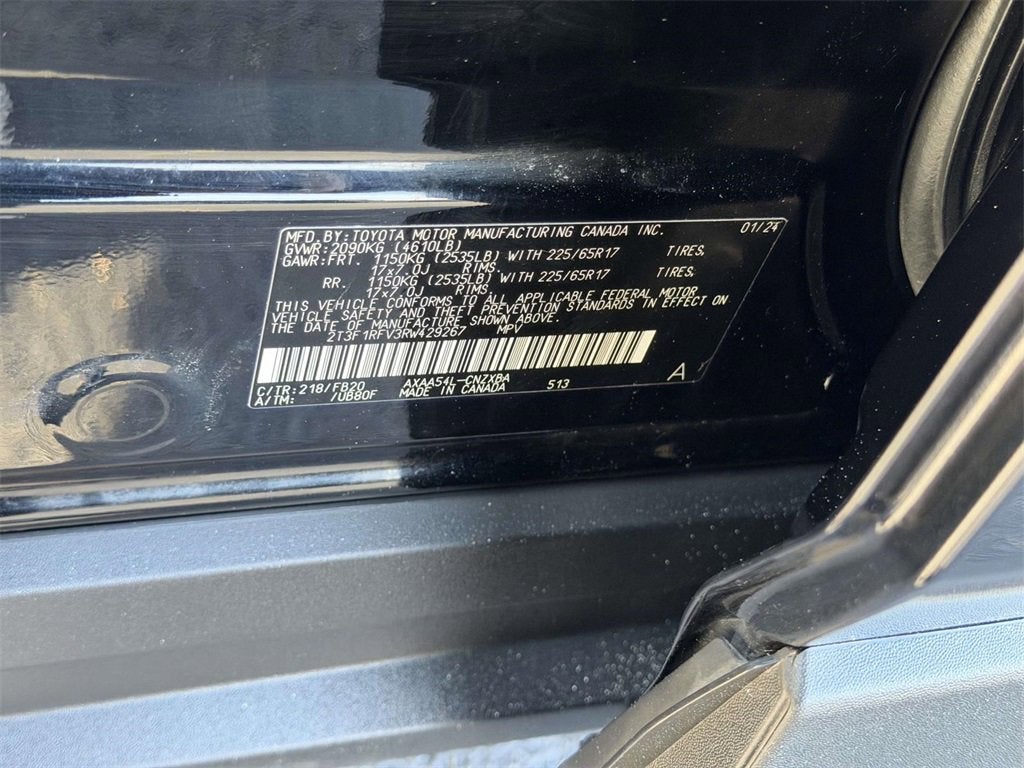 MFD. BY: TOYOTA MOTOR MANUFACTURING CANADA INC. 01/24
GVWR: 2090KG (4610LB)
GAWR: FRT. 1150KG (2535LB) WITH 225/65R17 TIRES,
17x7.0J RIMS.
RR. 1150KG (2535LB) WITH 225/65R17 TIRES,
17x7.0J RIMS.
THIS VEHICLE CONFORMS TO ALL APPLICABLE FEDERAL MOTOR
VEHICLE SAFETY AND THEFT PREVENTION STANDARDS IN EFFECT ON
THE DATE OF MANUFACTURE SHOWN ABOVE.
2T3F1RFV3RW429267 MPV
C/TR: 218/FB20 AXAA54L-CNZXBA 513 A
A/TM: /UB80F MADE IN CANADA